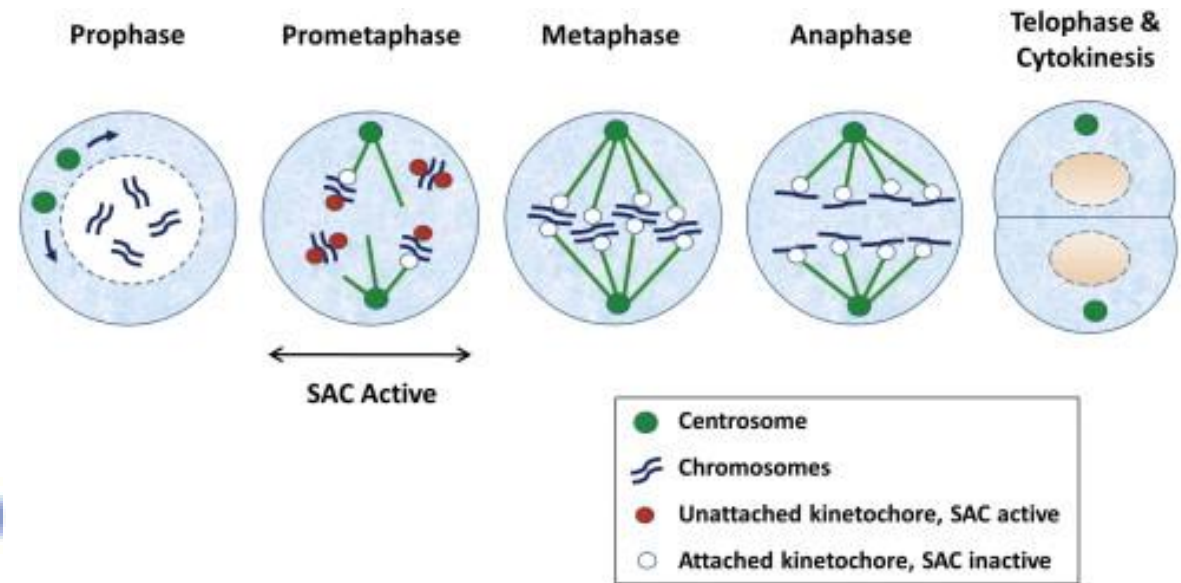 Prophase
Prometaphase
Metaphase
Anaphase
Telophase &
Cytokinesis
SAC Active
Centrosome
Chromosomes
Unattached kinetochore, SAC active
Attached kinetochore, SAC inactive